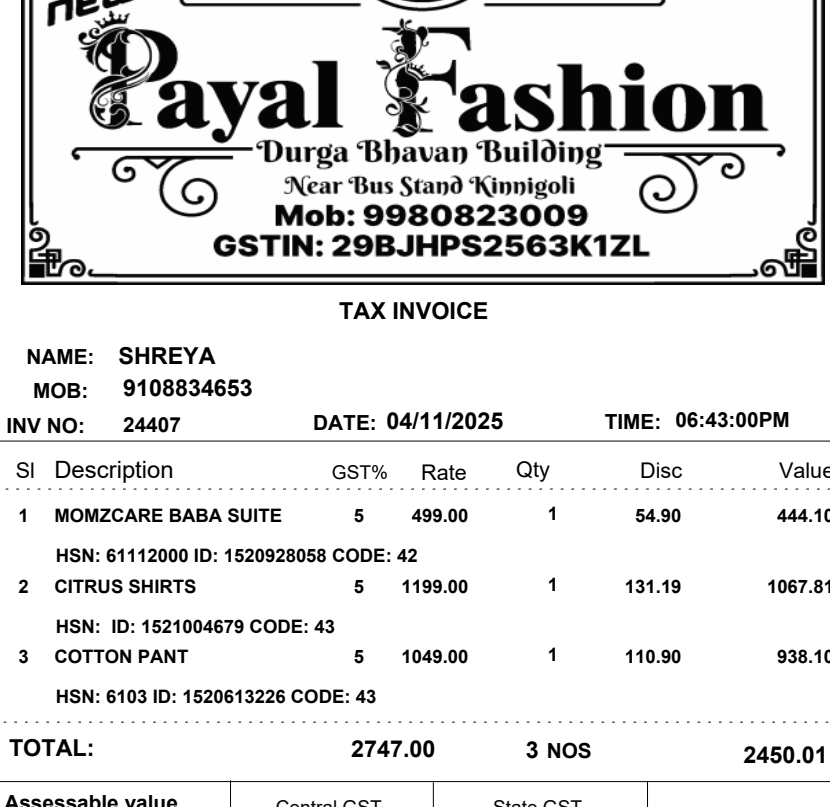 new
Payal Fashion
Durga Bhavan Building
Near Bus Stand Kinnigoli
Mob: 9980823009
GSTIN: 29BJHPS2563K1ZL
TAX INVOICE
NAME: SHREYA
MOB: 9108834653
INV NO: 24407 DATE: 04/11/2025 TIME: 06:43:00PM
Sl Description GST% Rate Qty Disc Value
1 MOMZCARE BABA SUITE 5 499.00 1 54.90 444.10
HSN: 61112000 ID: 1520928058 CODE: 42
2 CITRUS SHIRTS 5 1199.00 1 131.19 1067.81
HSN: ID: 1521004679 CODE: 43
3 COTTON PANT 5 1049.00 1 110.90 938.10
HSN: 6103 ID: 1520613226 CODE: 43
TOTAL: 2747.00 3 NOS 2450.01
Assessable value Central GST State GST